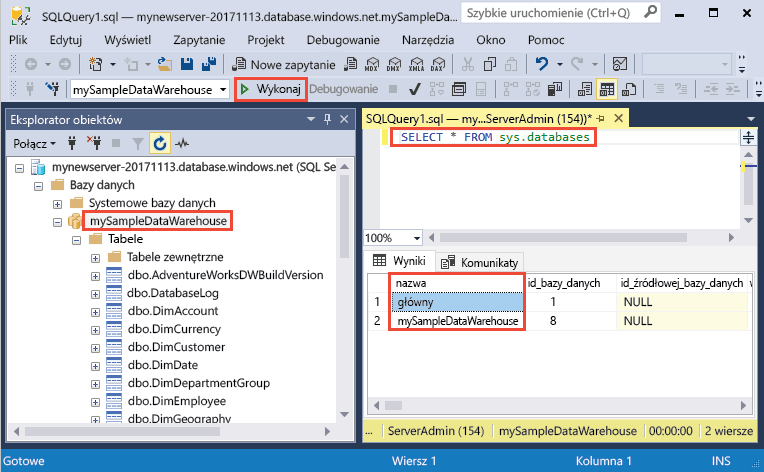 SQLQuery1.sql — mynewserver-20171113.database.windows.net.mySampleDa...
Szybkie uruchomienie (Ctrl+Q)
Plik Edytuj Wyświetl Zapytanie Projekt Debugowanie Narzędzia Okno Pomoc
Nowe zapytanie MDX DMX XMLA DAX
mySampleDataWarehouse Wykonaj Debugowanie
Eksplorator obiektów
Połącz
mynewserver-20171113.database.windows.net (SQL Se
Bazy danych
Systemowe bazy danych
mySampleDataWarehouse
Tabele
Tabele zewnętrzne
dbo.AdventureWorksDWBuildVersion
dbo.DatabaseLog
dbo.DimAccount
dbo.DimCurrency
dbo.DimCustomer
dbo.DimDate
dbo.DimDepartmentGroup
dbo.DimEmployee
dbo.DimGeography
SQLQuery1.sql — my...ServerAdmin (154))*
SELECT * FROM sys.databases
100%
Wyniki Komunikaty
nazwa id_bazy_danych id_źródłowej_bazy_danych
1 główny 1 NULL
2 mySampleDataWarehouse 8 NULL
... ServerAdmin (154) mySampleDataWarehouse 00:00:00 2 wiersze
Gotowe Wiersz 1 Kolumna 1 INS